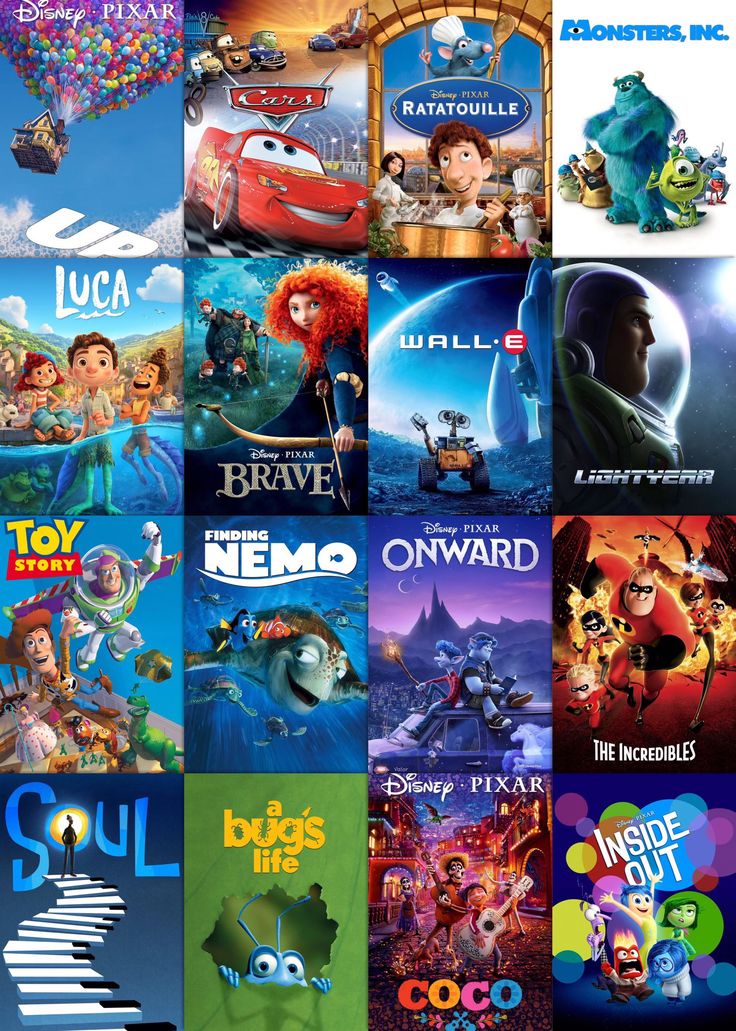 Disney · PIXAR
UP
Cars
Disney · PIXAR
RATATOUILLE
MONSTERS, INC.
LUCA
Disney · PIXAR
BRAVE
WALL·E
LIGHTYEAR
TOY
STORY
FINDING
NEMO
Disney · PIXAR
ONWARD
THE INCREDIBLES
SOUL
a
bug's
life
Disney · PIXAR
COCO
Disney · PIXAR
INSIDE
OUT